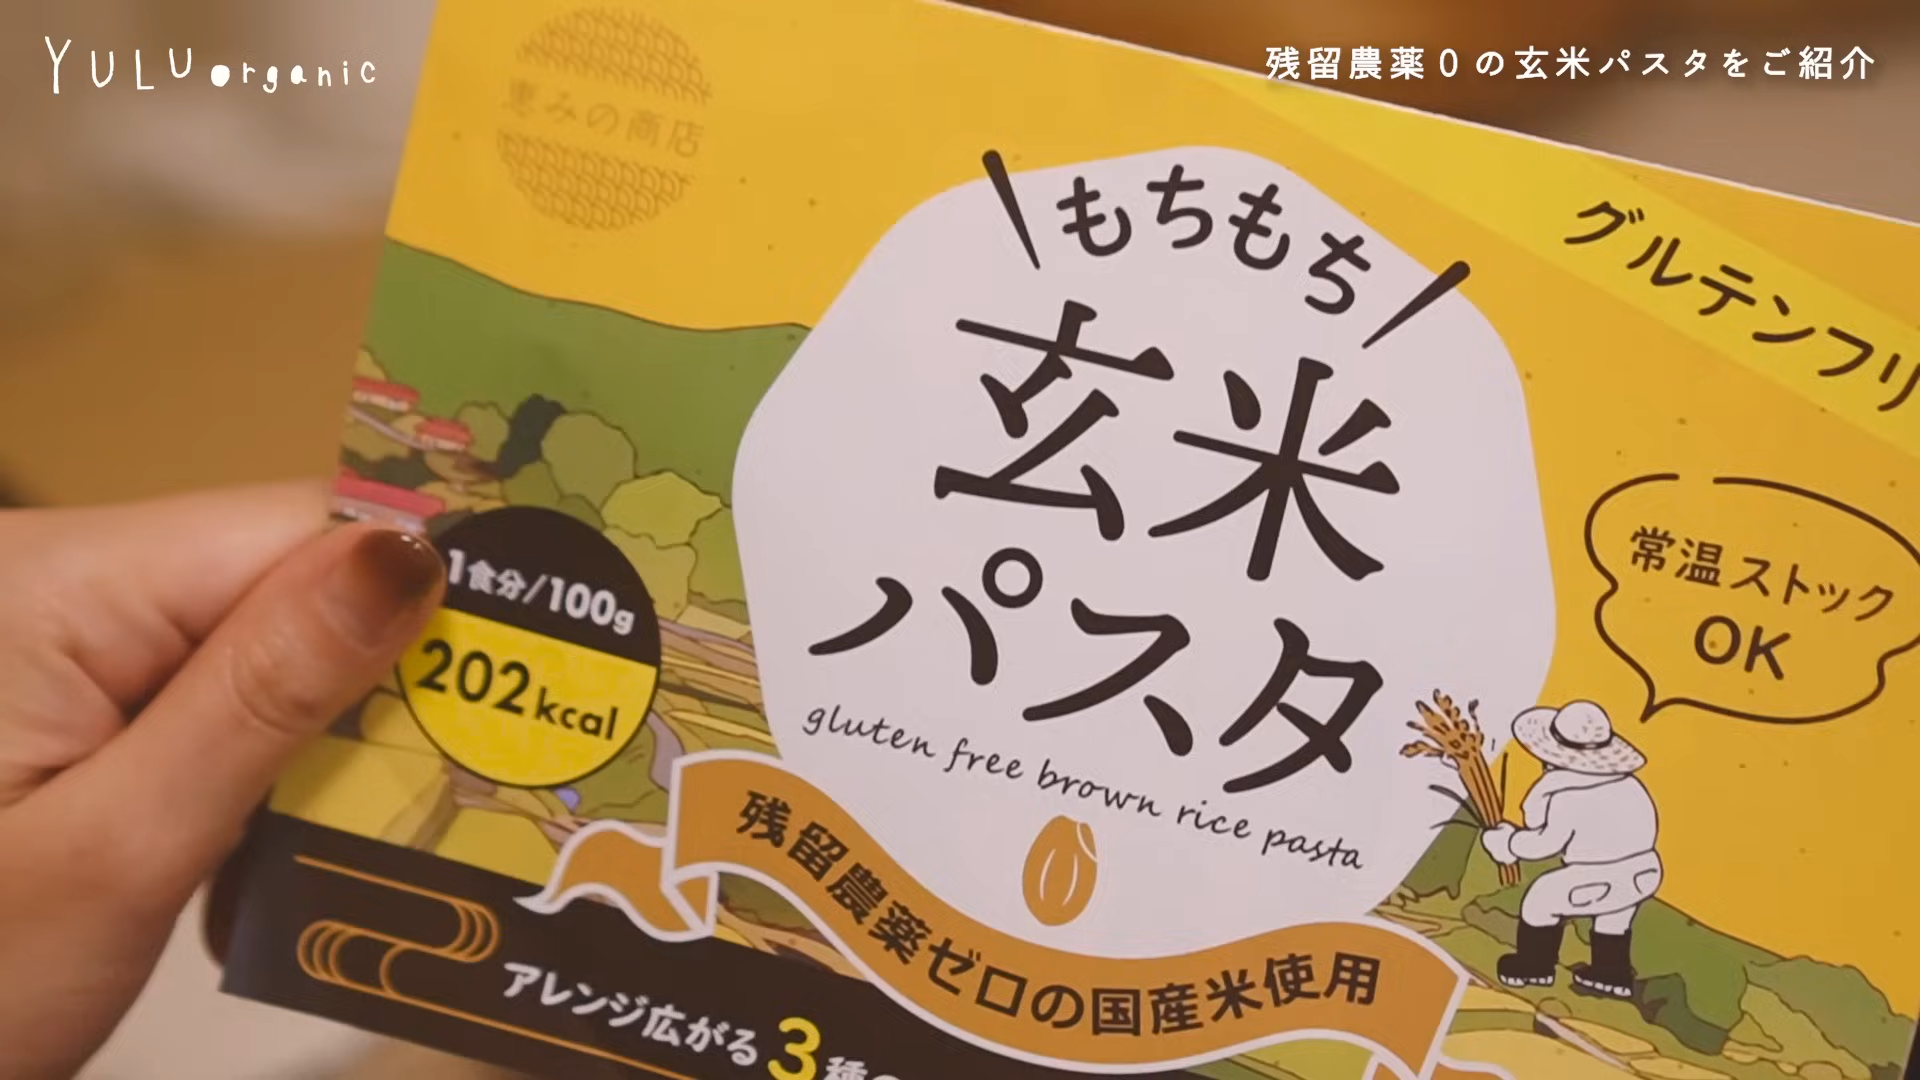 YULU organic
残留農薬0の玄米パスタをご紹介
恵みの商店
グルテンフリ
もちもち
玄米
パスタ
gluten free brown rice pasta
常温ストック
OK
1食分/100g
202kcal
残留農薬ゼロの国産米使用
アレンジ広がる3種の